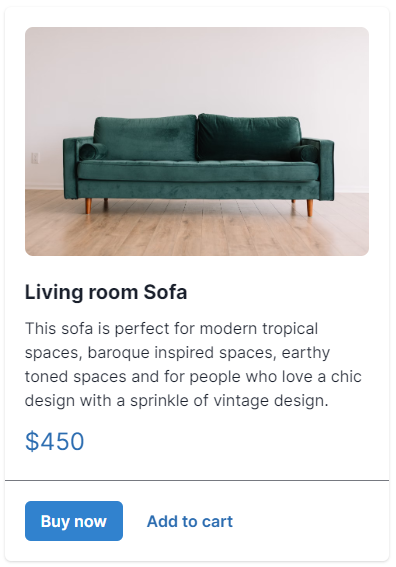 Living room Sofa
This sofa is perfect for modern tropical
spaces, baroque inspired spaces, earthy
toned spaces and for people who love a chic
design with a sprinkle of vintage design.
$450
Buy now
Add to cart